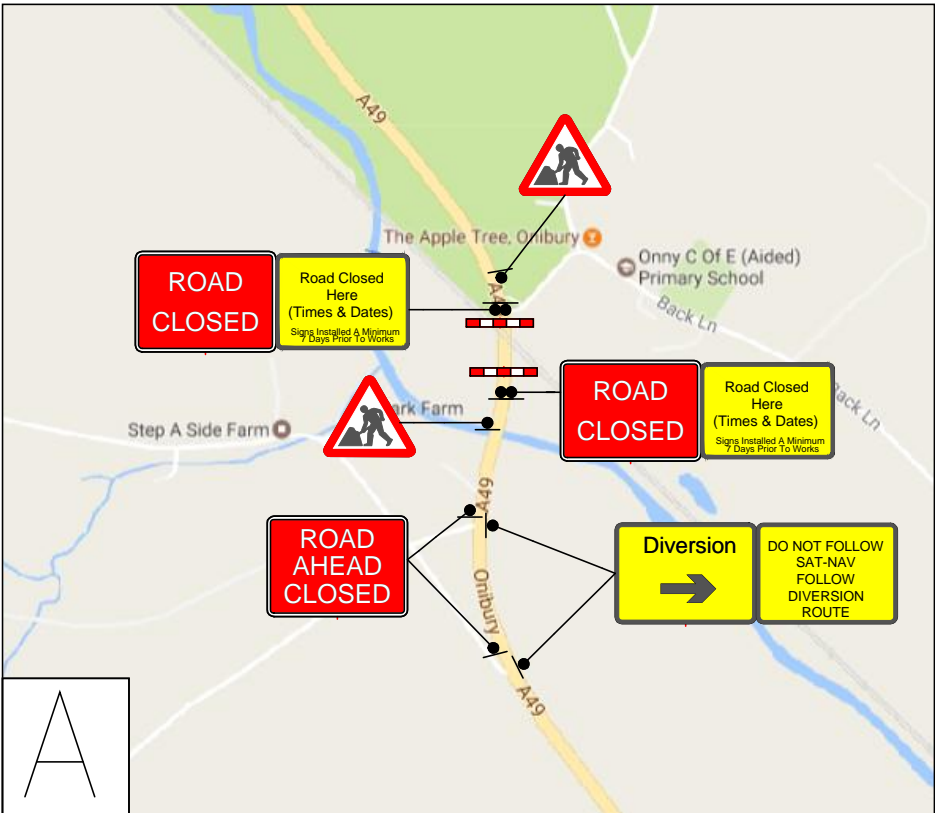 A49
The Apple Tree, Onibury
Onny C Of E (Aided)
Primary School
Back Ln
ROAD
CLOSED
Road Closed
Here
(Times & Dates)
Signs Installed A Minimum
7 Days Prior To Works
A4
ROAD
CLOSED
Road Closed
Here
(Times & Dates)
Signs Installed A Minimum
7 Days Prior To Works
Back Ln
ark Farm
Step A Side Farm
A49
ROAD
AHEAD
CLOSED
Onibury
Diversion
DO NOT FOLLOW
SAT-NAV
FOLLOW
DIVERSION
ROUTE
A49
A